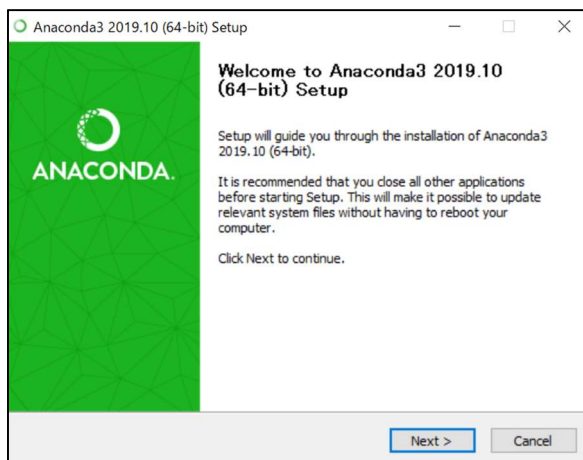 Anaconda3 2019.10 (64-bit) Setup
Welcome to Anaconda3 2019.10
(64-bit) Setup
ANACONDA.
Setup will guide you through the installation of Anaconda3
2019.10 (64-bit).
It is recommended that you close all other applications
before starting Setup. This will make it possible to update
relevant system files without having to reboot your
computer.
Click Next to continue.
Next >
Cancel